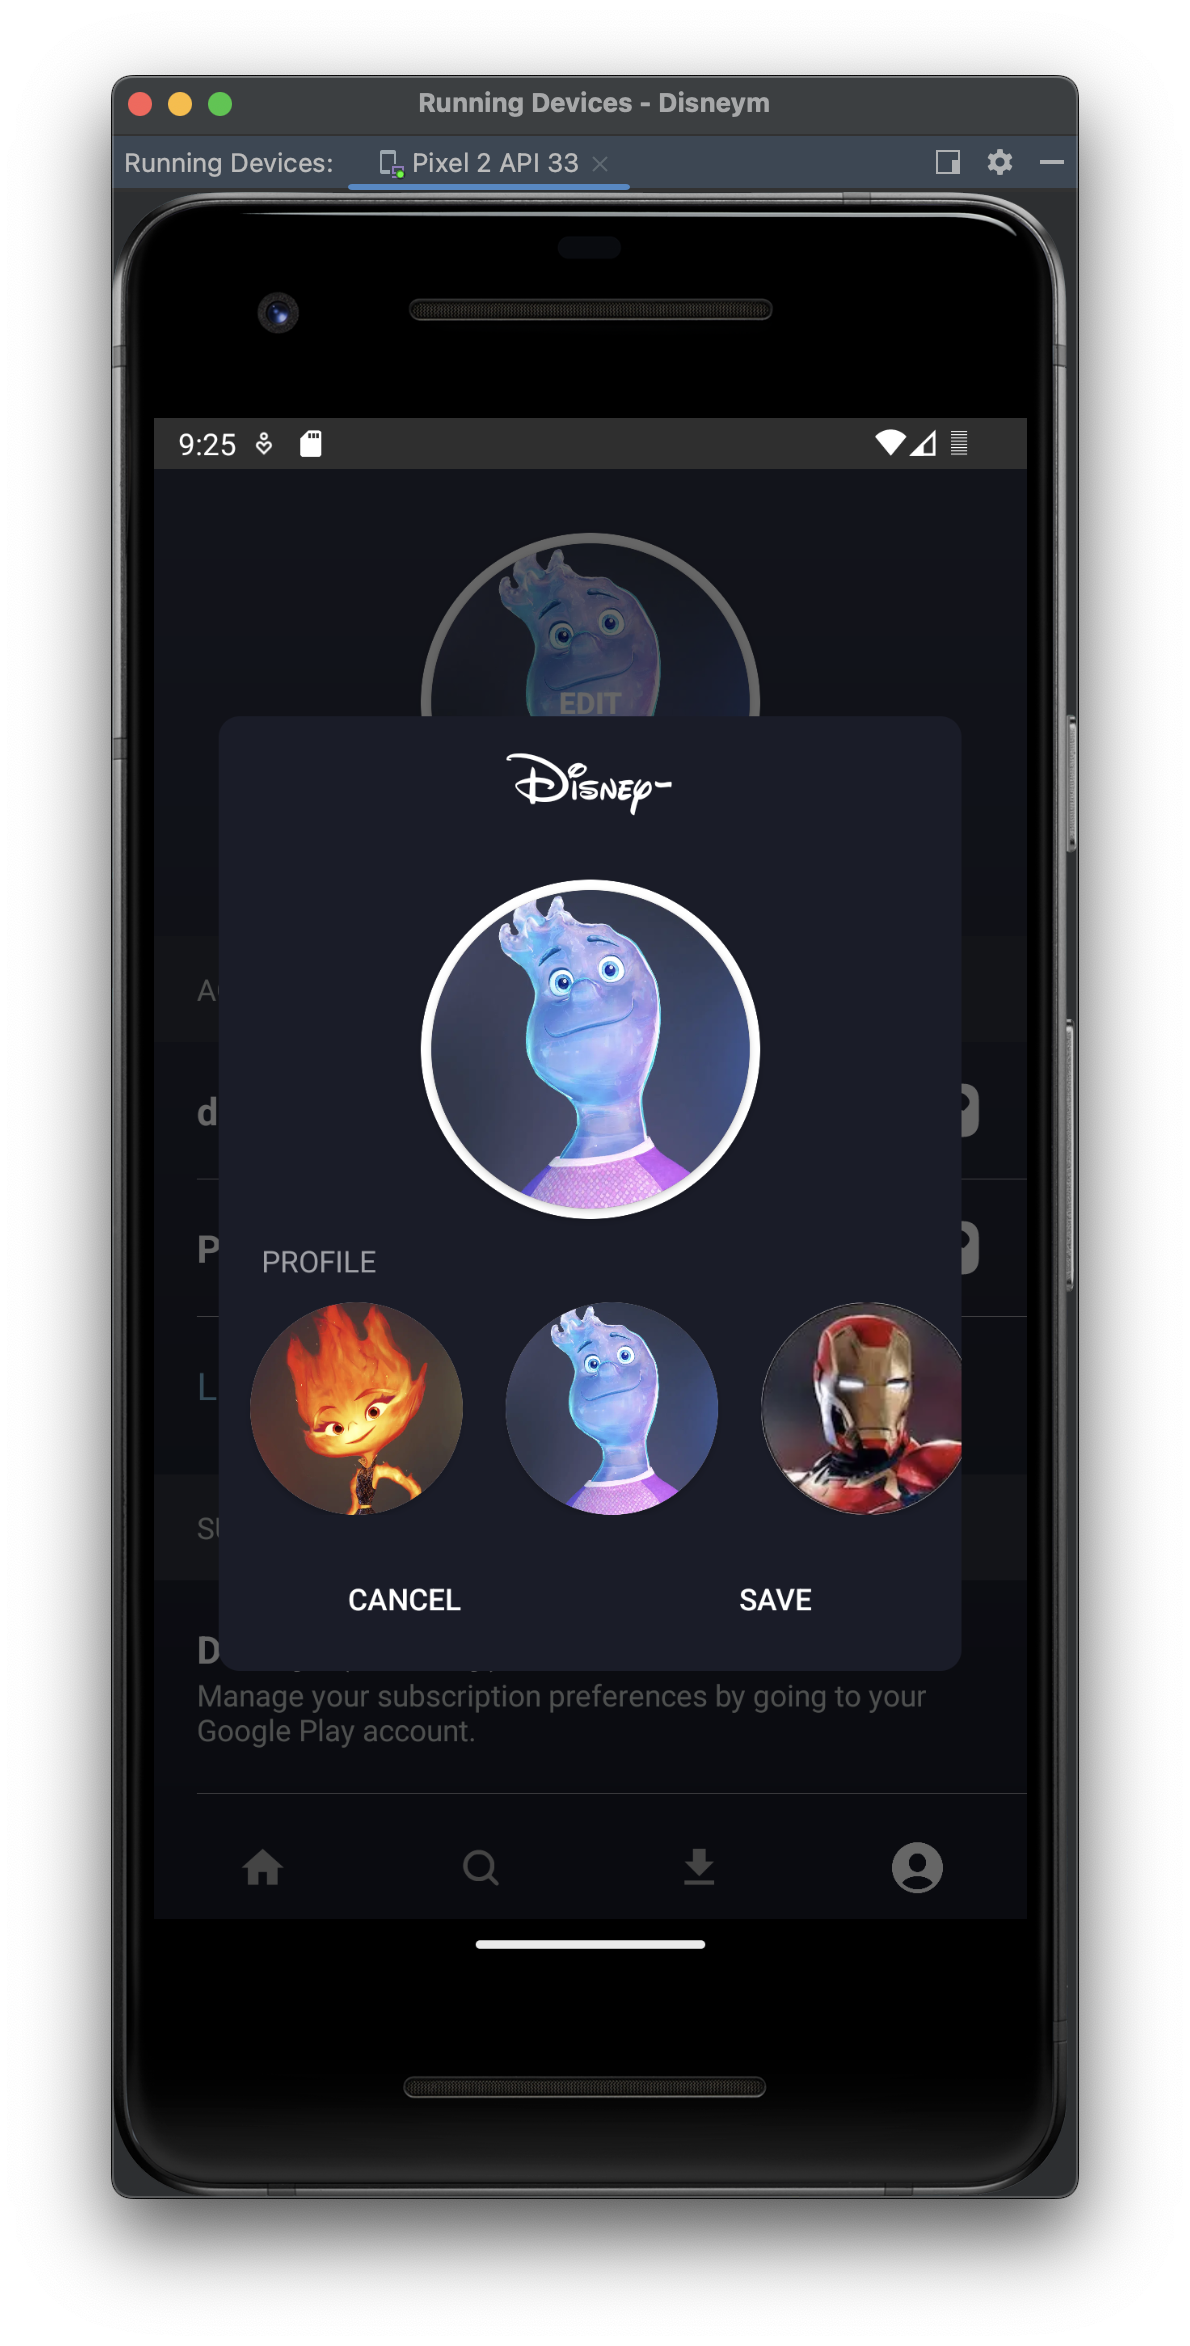 Running Devices - Disneym
Running Devices: Pixel 2 API 33
9:25
EDIT
Disney-
PROFILE
CANCEL
SAVE
Manage your subscription preferences by going to your
Google Play account.